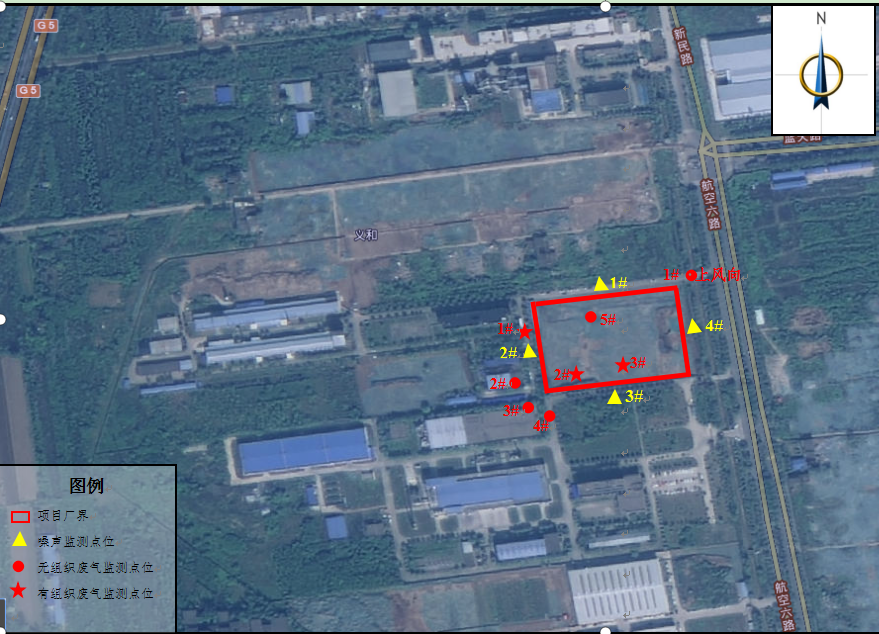 G5
N
新民路
G5
蓝天路
航空六路
义和
1#
上风向
1#
5#
4#
1#
2#
3#
2#
2#
3#
3#
4#
图例
项目厂界
噪声监测点位
无组织废气监测点位
有组织废气监测点位
航空六路